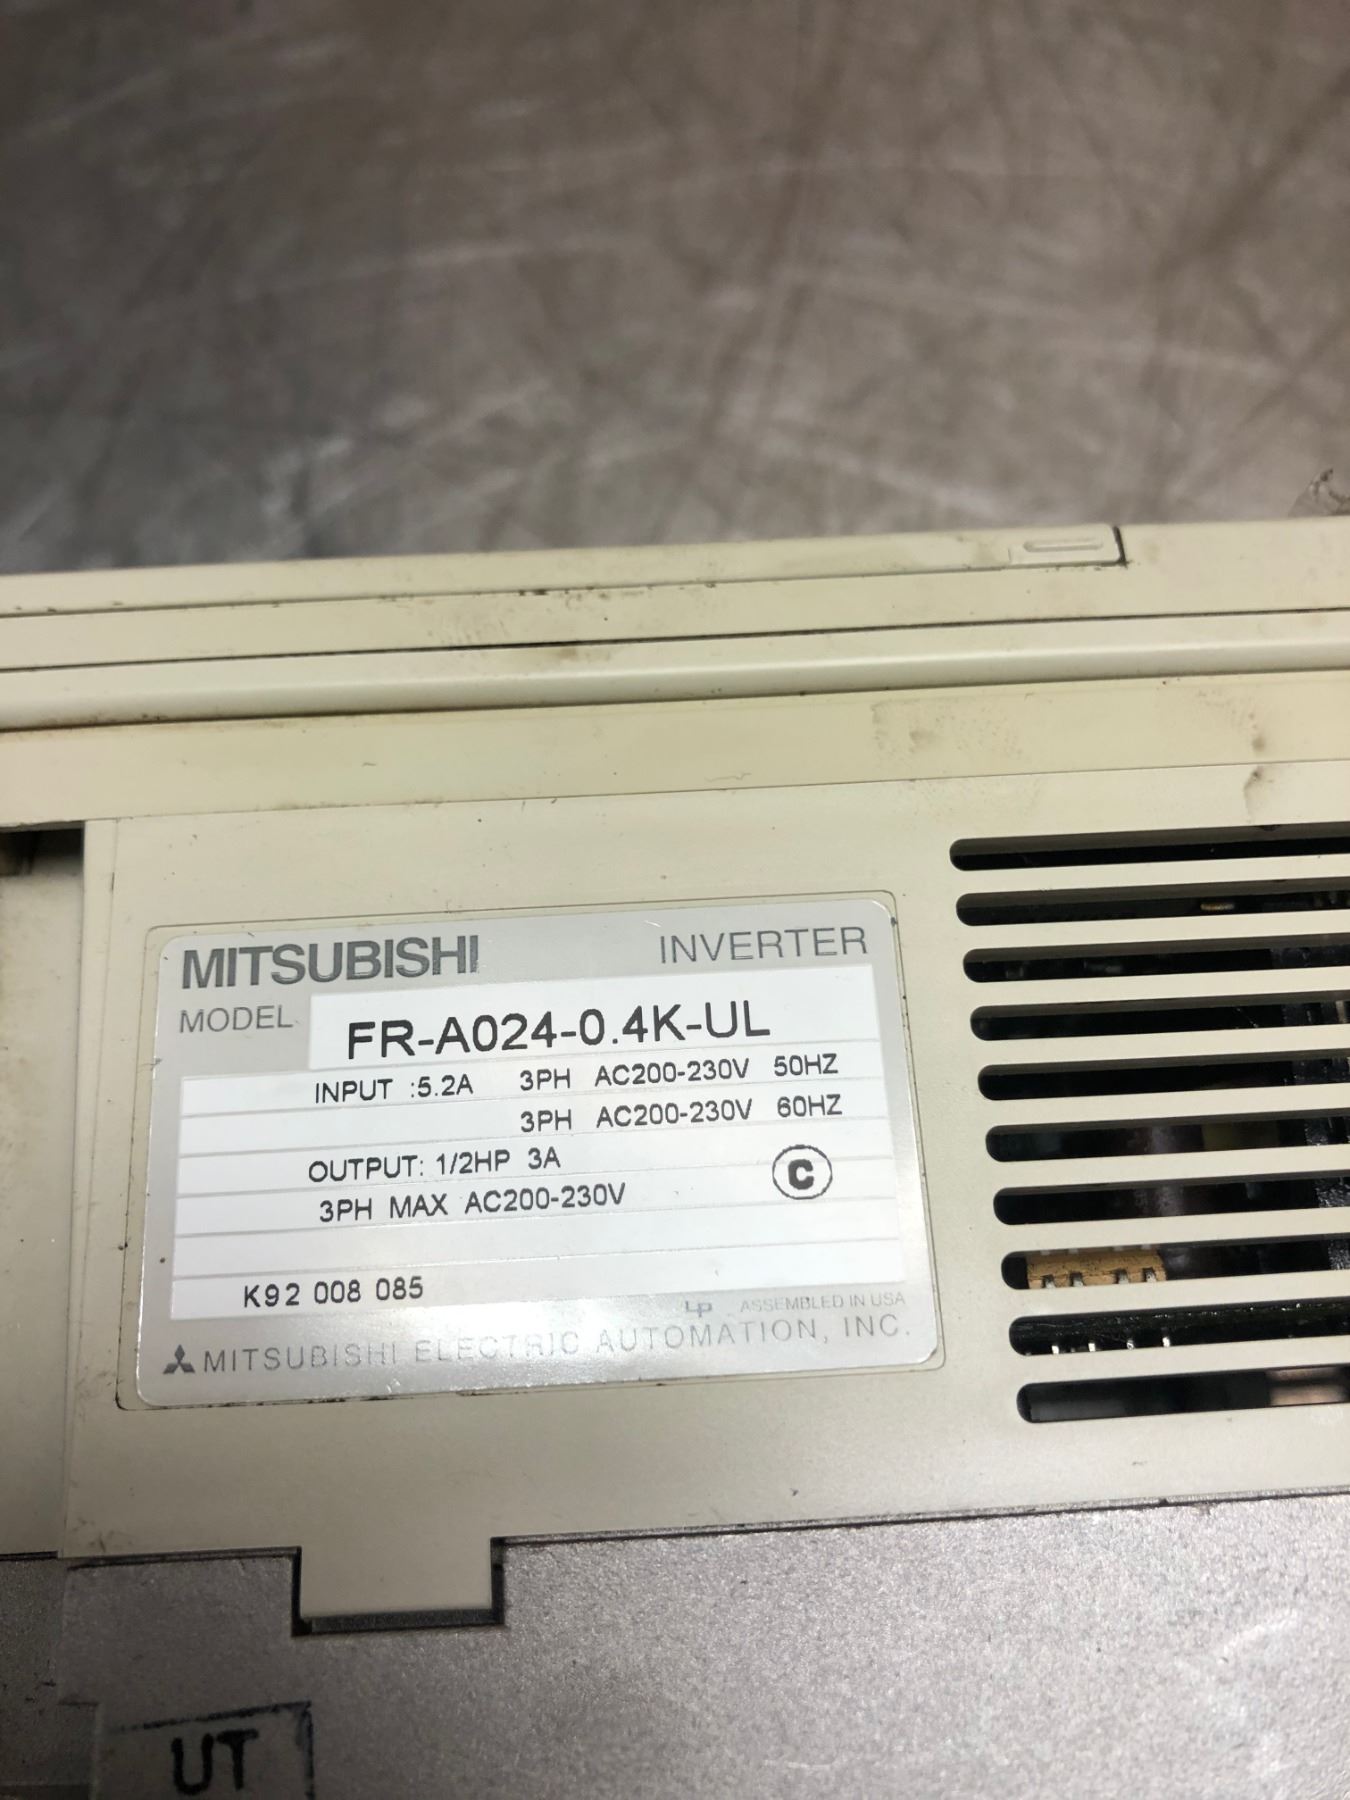 MITSUBISHI INVERTER
MODEL FR-A024-0.4K-UL
INPUT :5.2A 3PH AC200-230V 50HZ
3PH AC200-230V 60HZ
OUTPUT: 1/2HP 3A
3PH MAX AC200-230V
C
K92 008 085
Lp ASSEMBLED IN USA
MITSUBISHI ELECTRIC AUTOMATION, INC.
UT